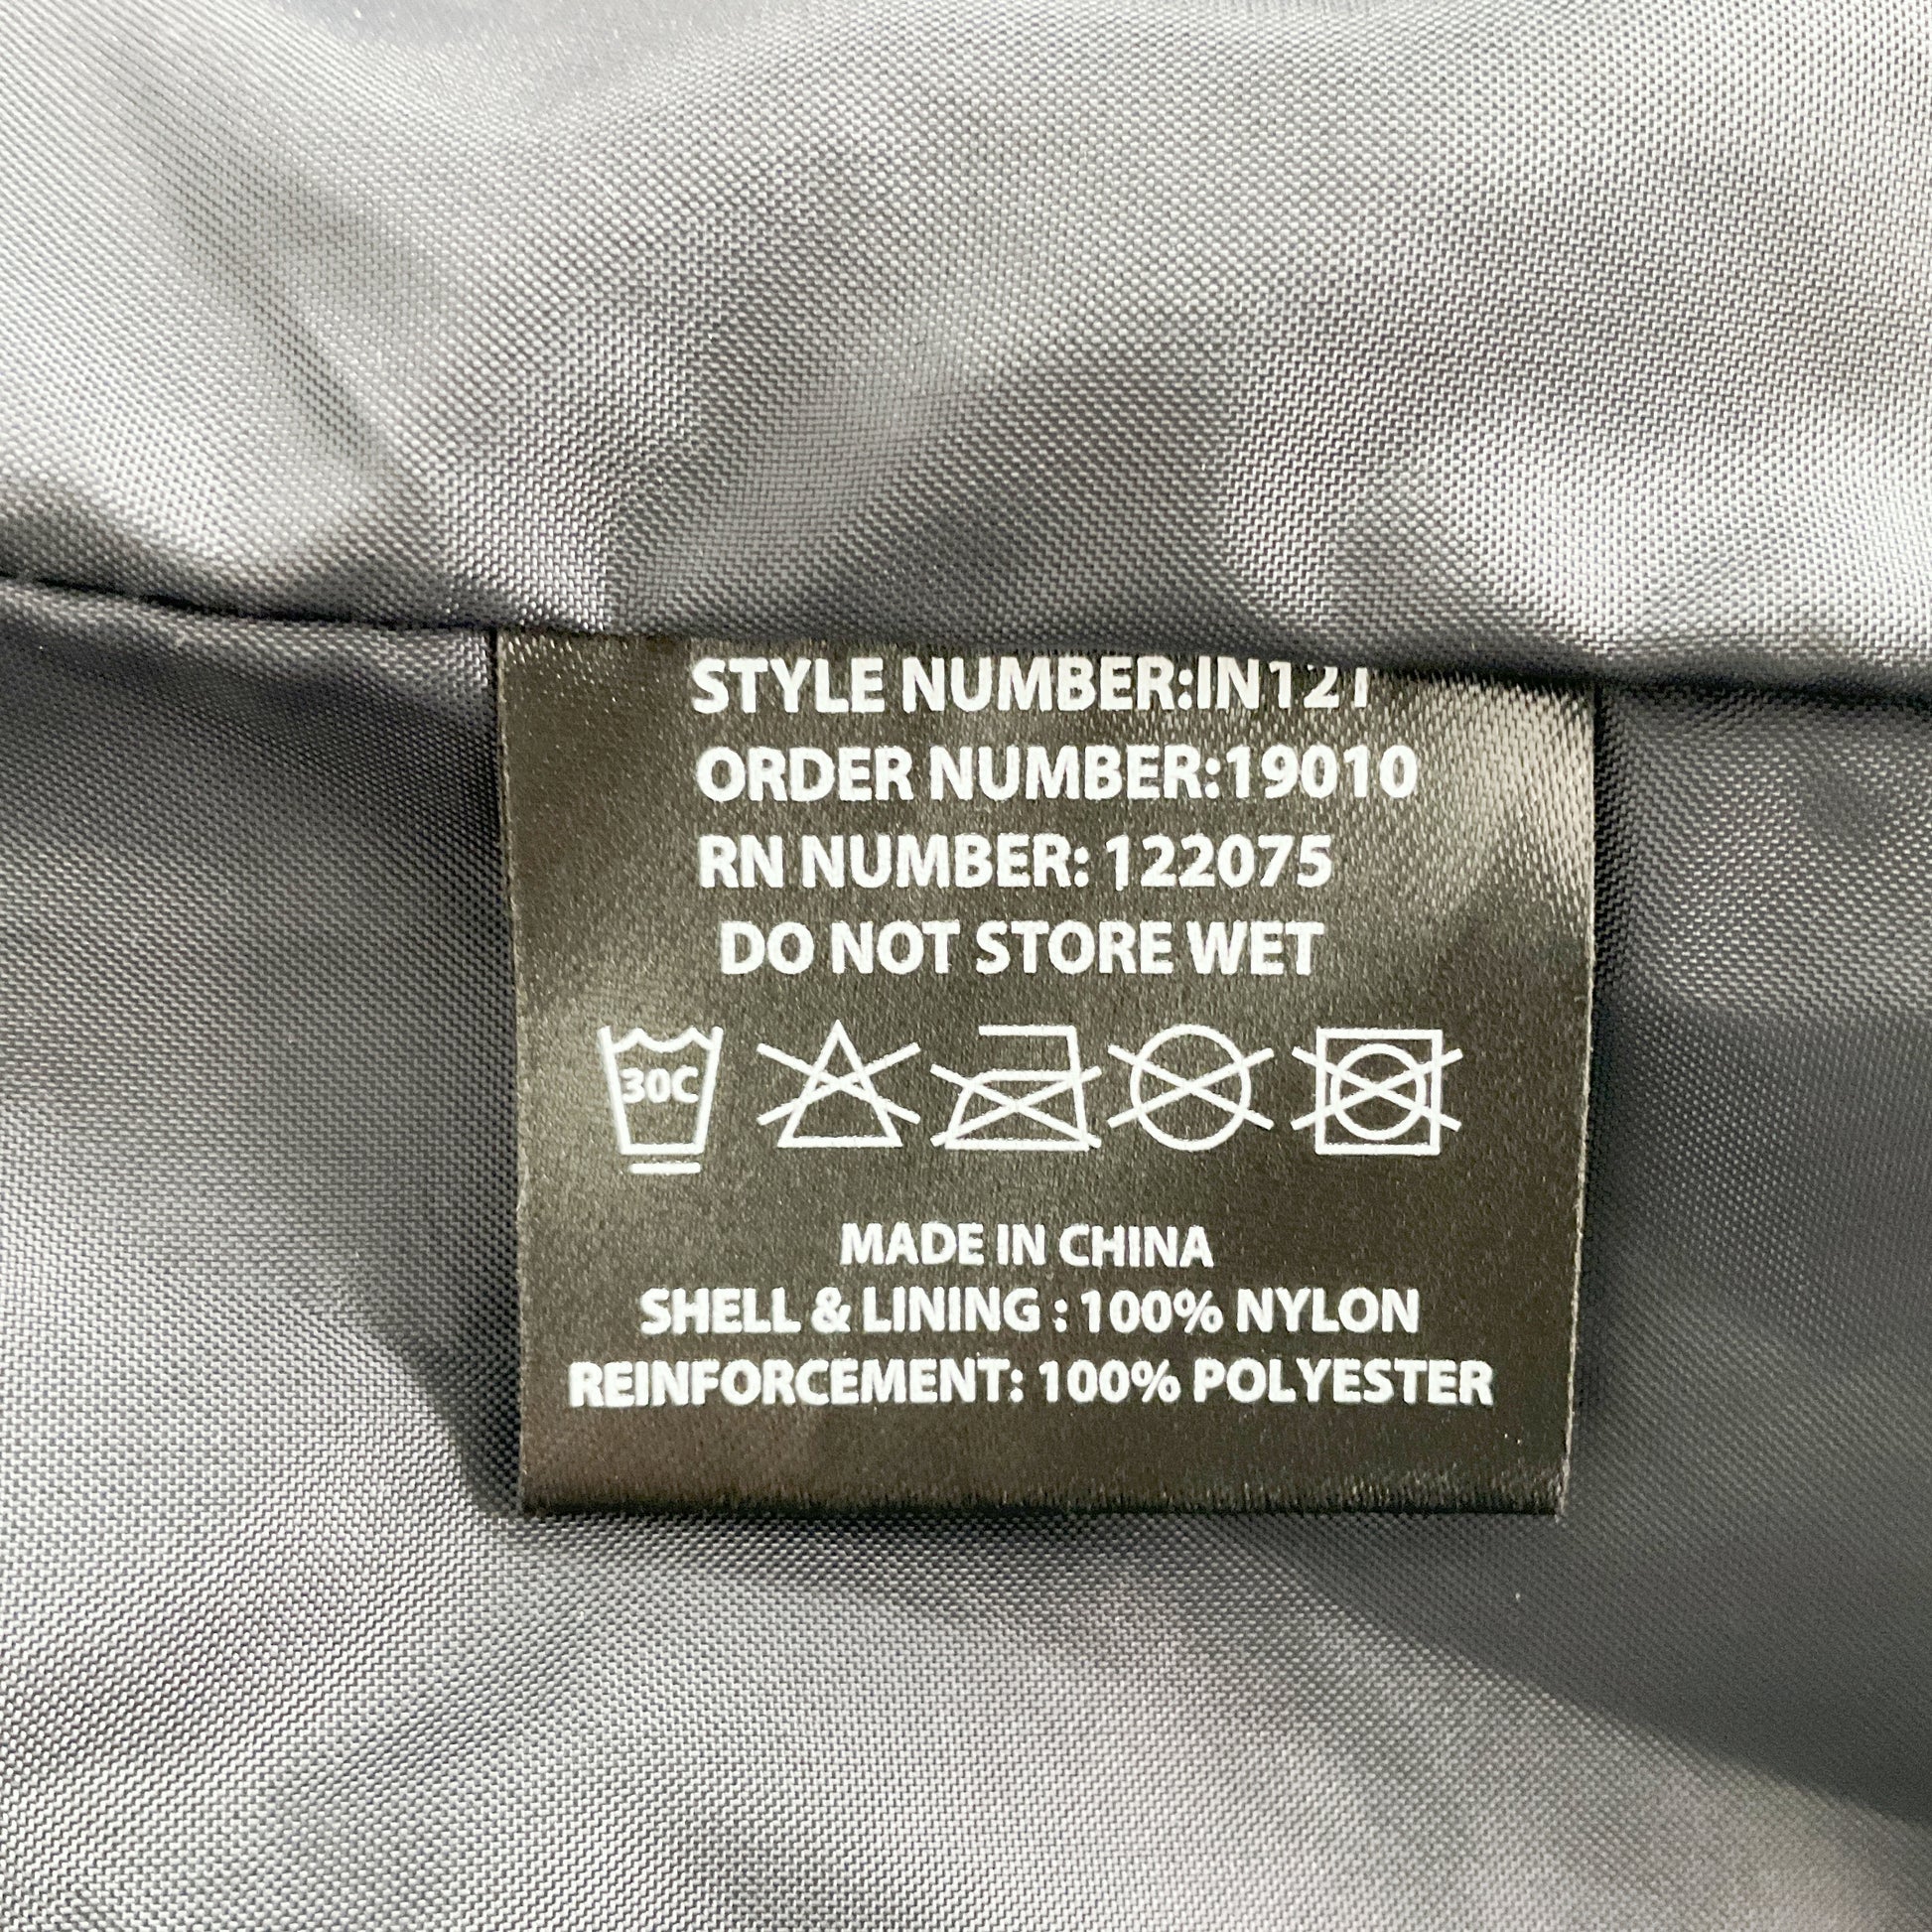 STYLE NUMBER:IN121
ORDER NUMBER:19010
RN NUMBER: 122075
DO NOT STORE WET
30C
MADE IN CHINA
SHELL & LINING : 100% NYLON
REINFORCEMENT: 100% POLYESTER